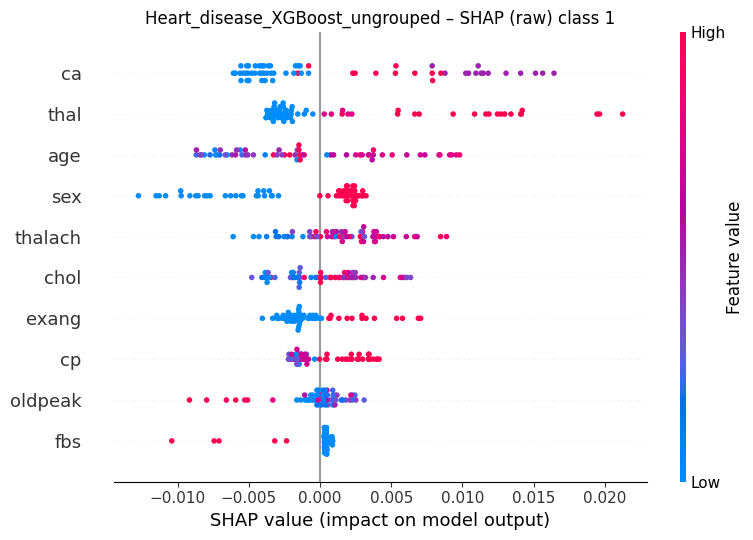 Heart_disease_XGBoost_ungrouped – SHAP (raw) class 1
High
ca
thal
age
sex
thalach
chol
exang
cp
oldpeak
fbs
Feature value
Low
−0.010 −0.005 0.000 0.005 0.010 0.015 0.020
SHAP value (impact on model output)